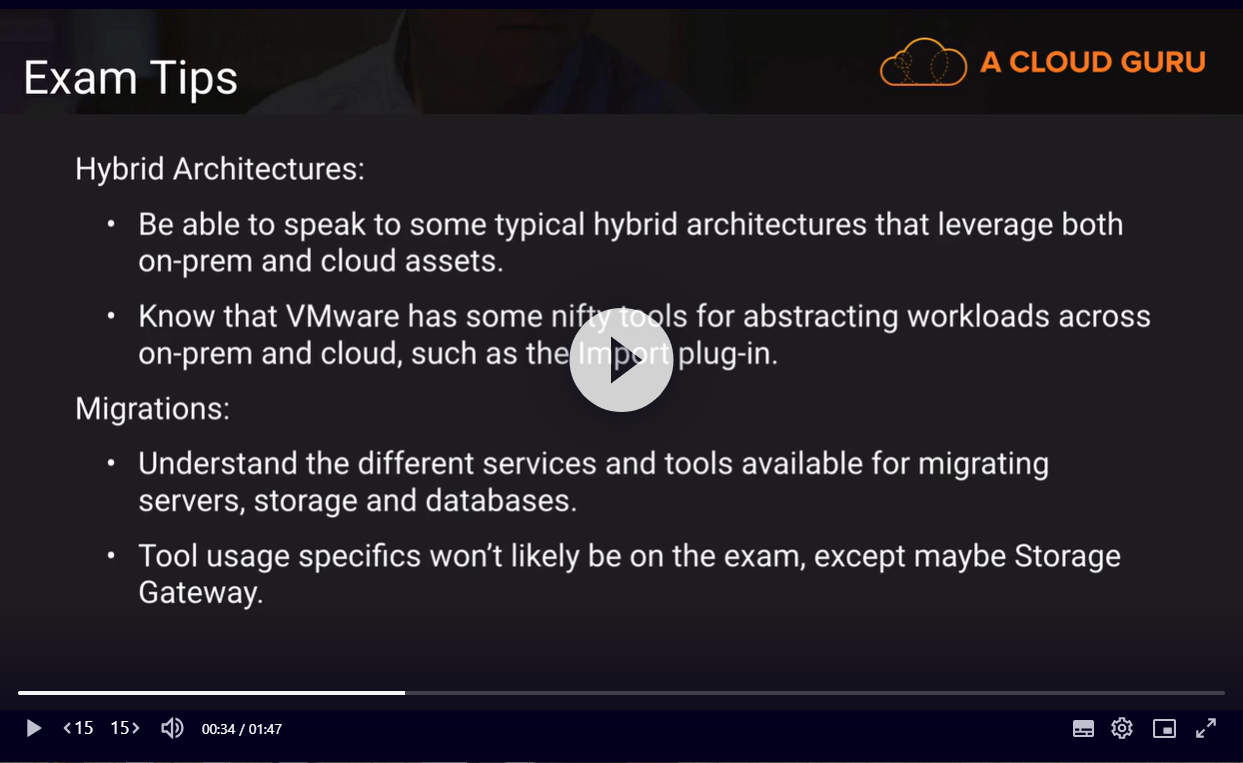 Exam Tips
A CLOUD GURU
Hybrid Architectures:
• Be able to speak to some typical hybrid architectures that leverage both
on-prem and cloud assets.
• Know that VMware has some nifty tools for abstracting workloads across
on-prem and cloud, such as the Import plug-in.
Migrations:
• Understand the different services and tools available for migrating
servers, storage and databases.
• Tool usage specifics won’t likely be on the exam, except maybe Storage
Gateway.
<15 15> 00:34 / 01:47